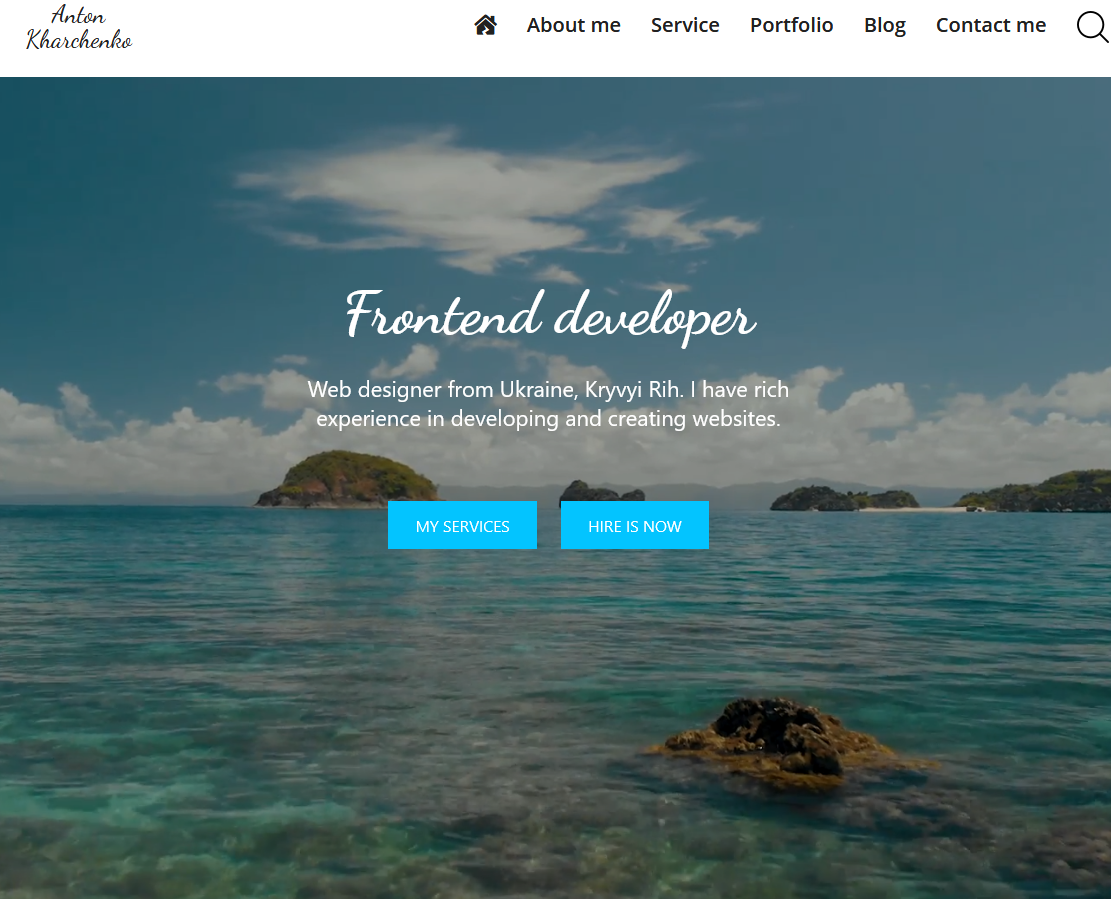 Anton
Kharchenko
About me
Service
Portfolio
Blog
Contact me
Frontend developer
Web designer from Ukraine, Kryvyi Rih. I have rich
experience in developing and creating websites.
MY SERVICES
HIRE IS NOW